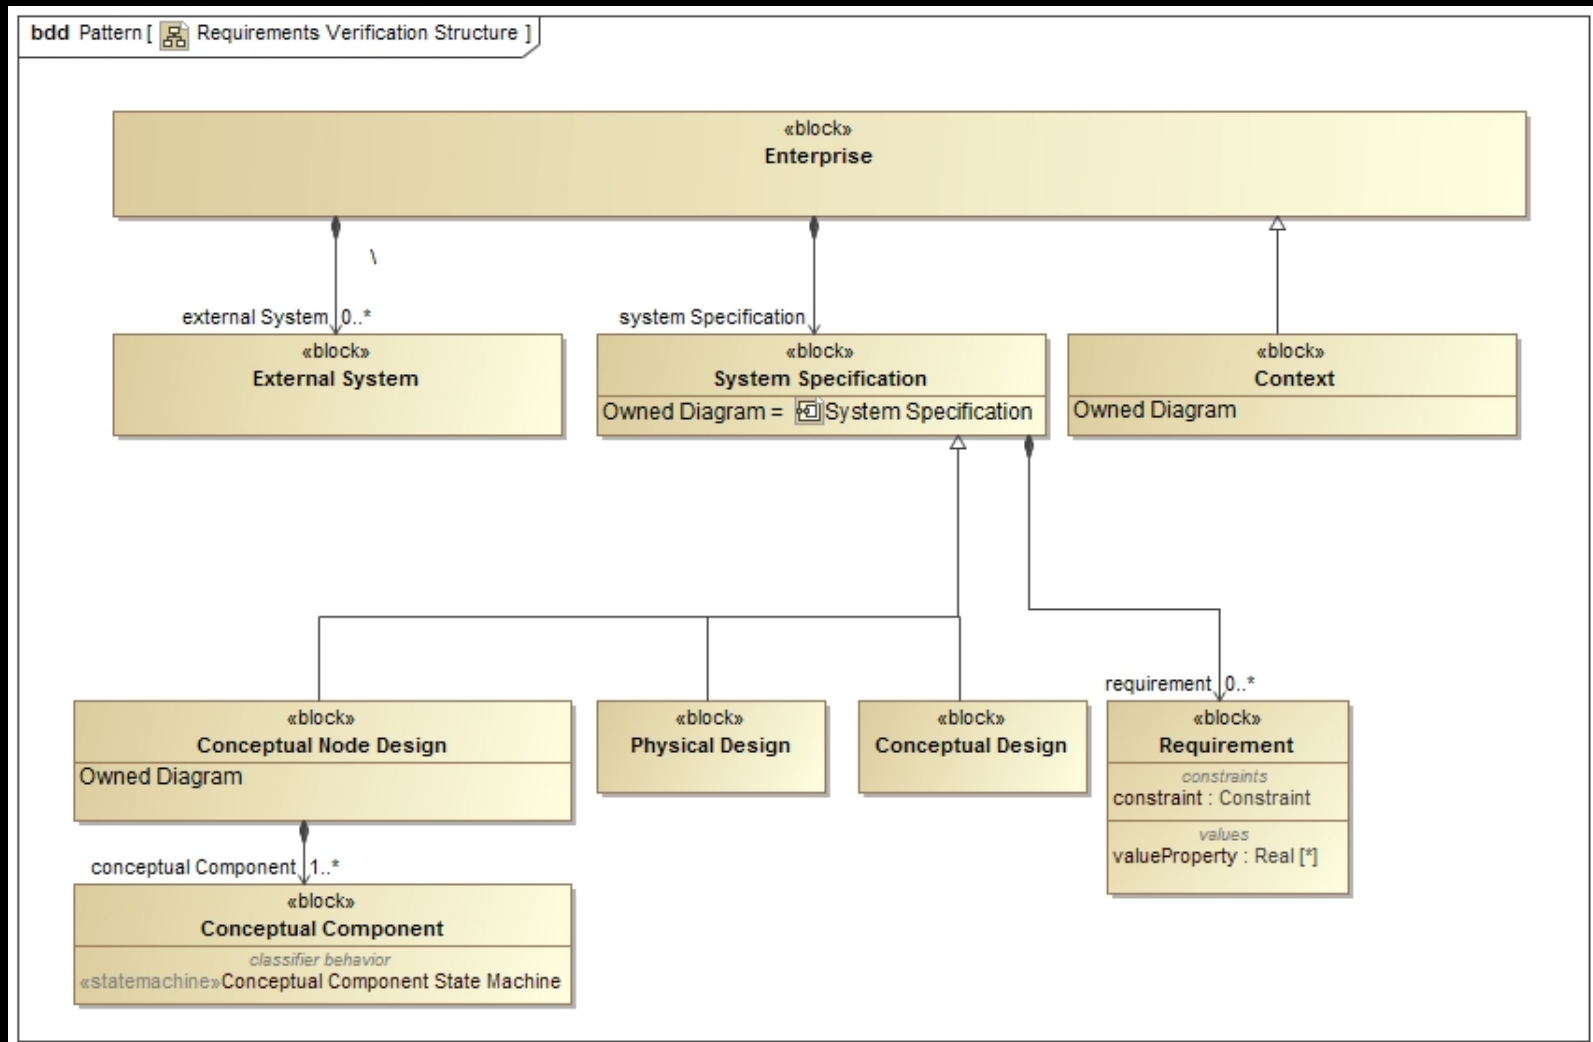 bdd Pattern [ Requirements Verification Structure ]
«block»
Enterprise
\
external System 0..*
system Specification
«block»
External System
«block»
System Specification
Owned Diagram = System Specification
«block»
Context
Owned Diagram
requirement 0..*
«block»
Conceptual Node Design
Owned Diagram
«block»
Physical Design
«block»
Conceptual Design
«block»
Requirement
constraints
constraint : Constraint
values
valueProperty : Real [*]
conceptual Component 1..*
«block»
Conceptual Component
classifier behavior
«statemachine»Conceptual Component State Machine